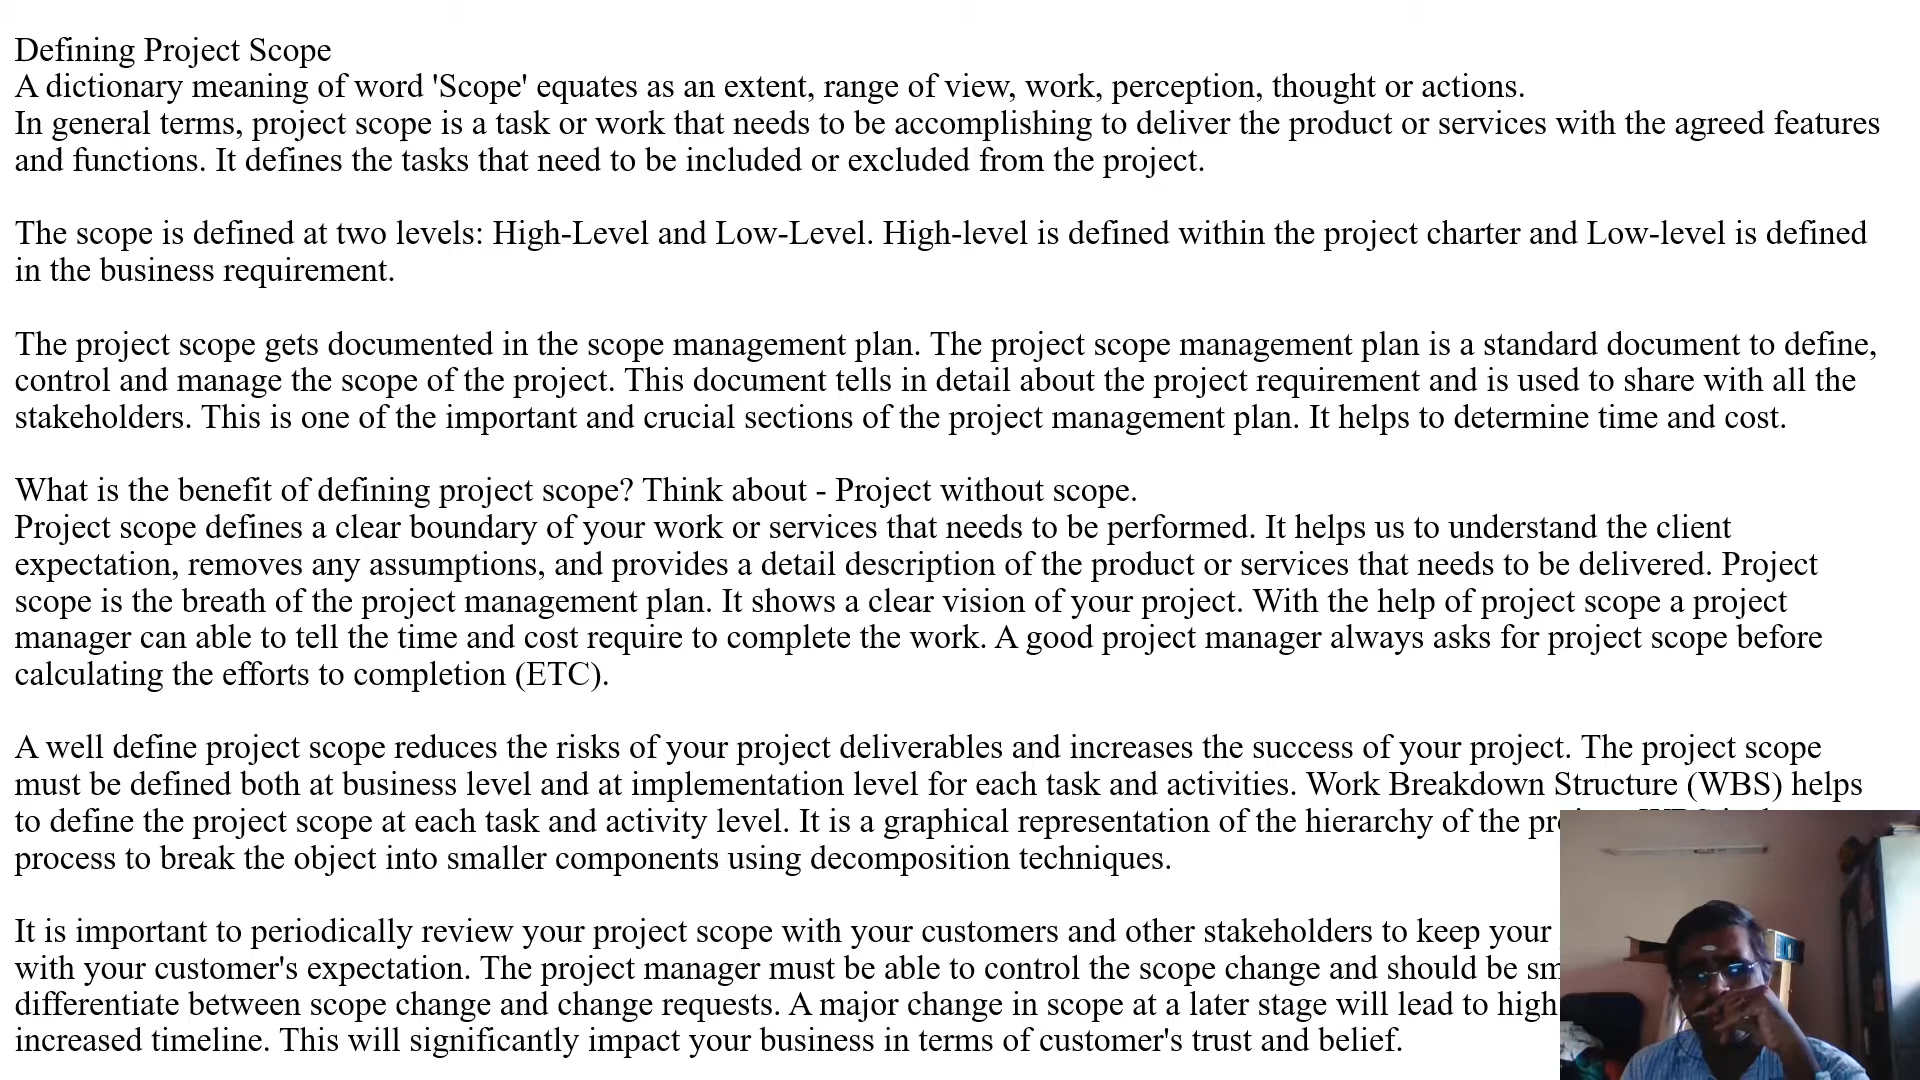 Defining Project Scope
A dictionary meaning of word 'Scope' equates as an extent, range of view, work, perception, thought or actions.
In general terms, project scope is a task or work that needs to be accomplishing to deliver the product or services with the agreed features
and functions. It defines the tasks that need to be included or excluded from the project.
The scope is defined at two levels: High-Level and Low-Level. High-level is defined within the project charter and Low-level is defined
in the business requirement.
The project scope gets documented in the scope management plan. The project scope management plan is a standard document to define,
control and manage the scope of the project. This document tells in detail about the project requirement and is used to share with all the
stakeholders. This is one of the important and crucial sections of the project management plan. It helps to determine time and cost.
What is the benefit of defining project scope? Think about - Project without scope.
Project scope defines a clear boundary of your work or services that needs to be performed. It helps us to understand the client
expectation, removes any assumptions, and provides a detail description of the product or services that needs to be delivered. Project
scope is the breath of the project management plan. It shows a clear vision of your project. With the help of project scope a project
manager can able to tell the time and cost require to complete the work. A good project manager always asks for project scope before
calculating the efforts to completion (ETC).
A well define project scope reduces the risks of your project deliverables and increases the success of your project. The project scope
must be defined both at business level and at implementation level for each task and activities. Work Breakdown Structure (WBS) helps
to define the project scope at each task and activity level. It is a graphical representation of the hierarchy of the
process to break the object into smaller components using decomposition techniques.
It is important to periodically review your project scope with your customers and other stakeholders to keep your
with your customer's expectation. The project manager must be able to control the scope change and should be
differentiate between scope change and change requests. A major change in scope at a later stage will lead to high
increased timeline. This will significantly impact your business in terms of customer's trust and belief.